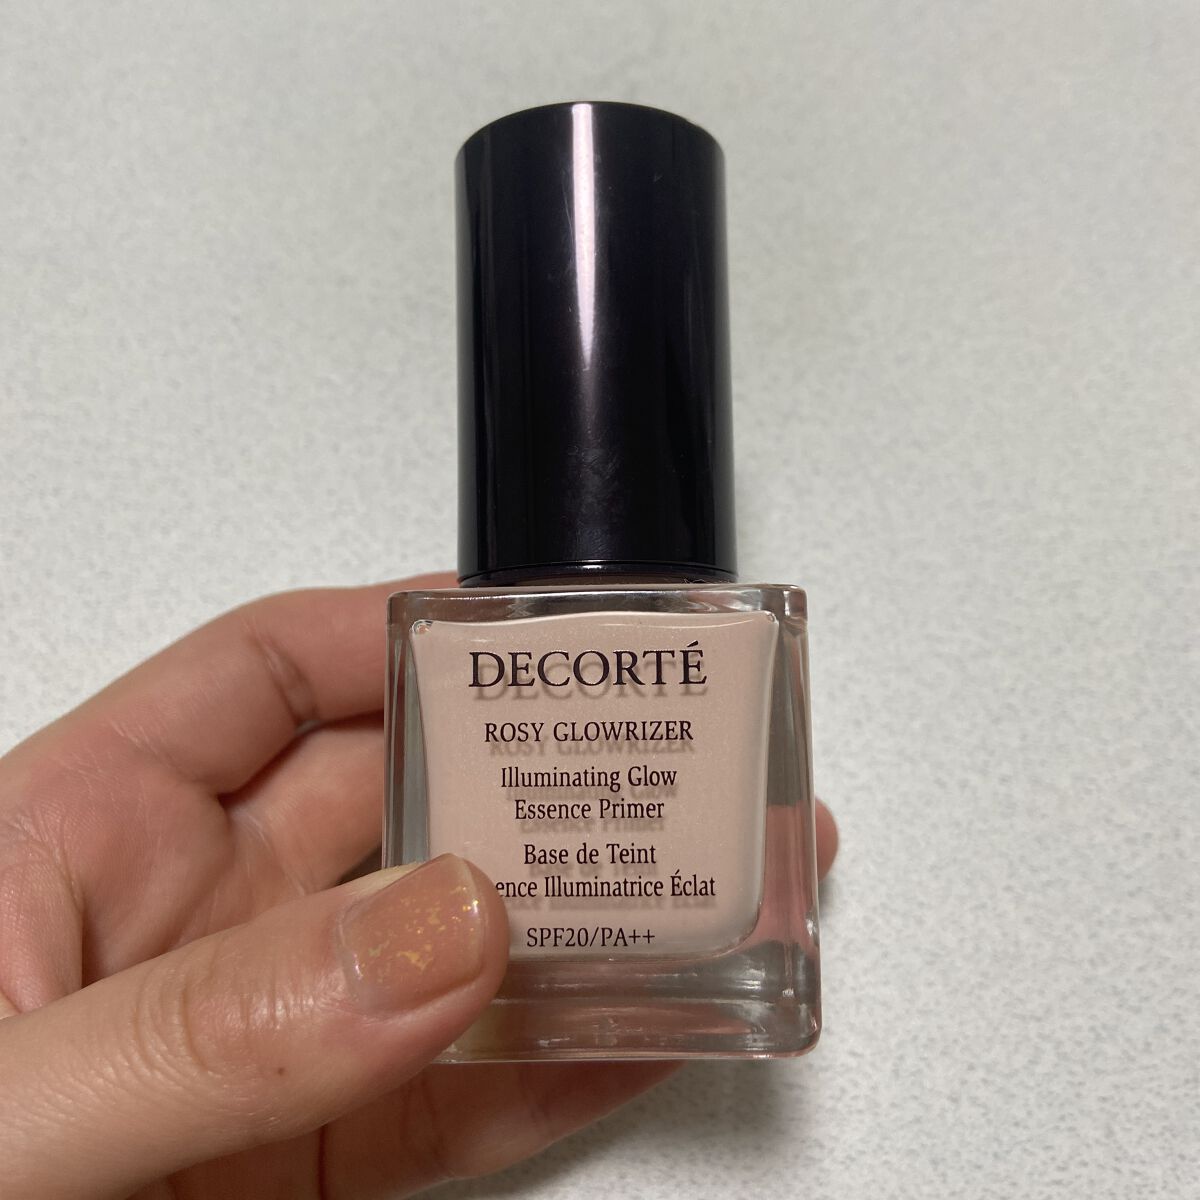 DECORTÉ
ROSY GLOWRIZER
Illuminating Glow
Essence Primer
Base de Teint
Illuminatrice Éclat
SPF20/PA++